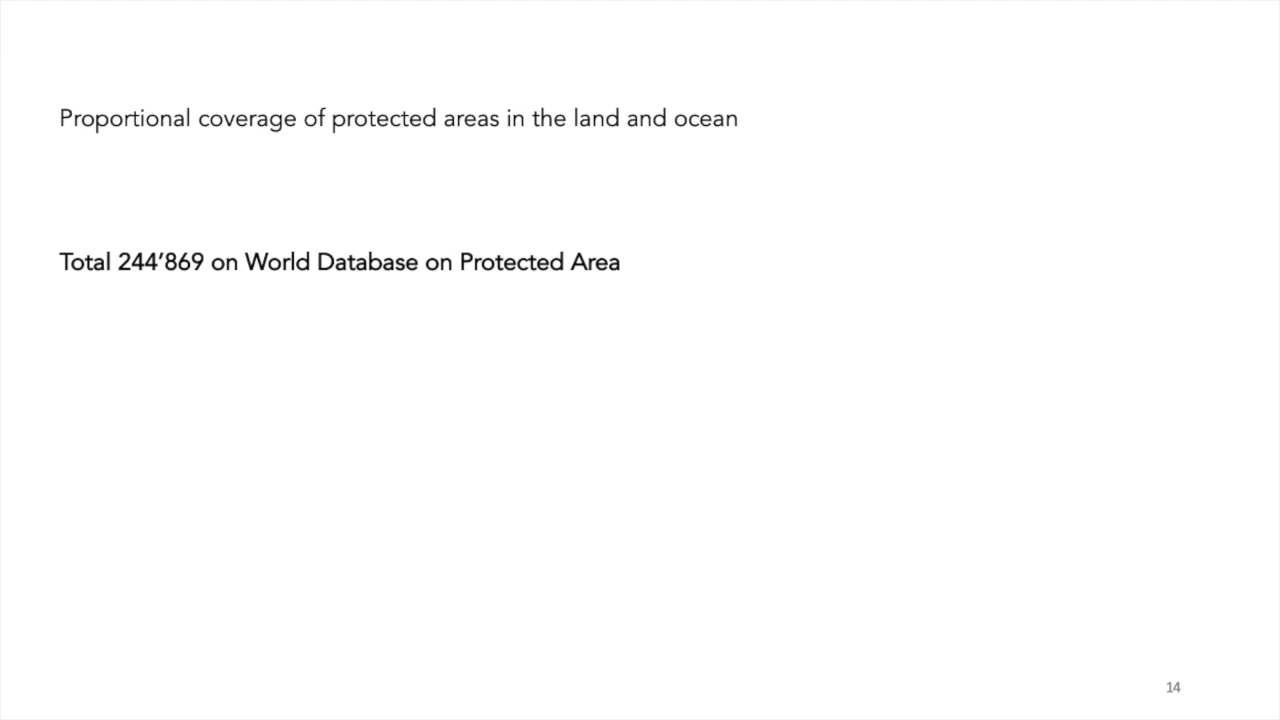 Proportional coverage of protected areas in the land and ocean
Total 244’869 on World Database on Protected Area
14